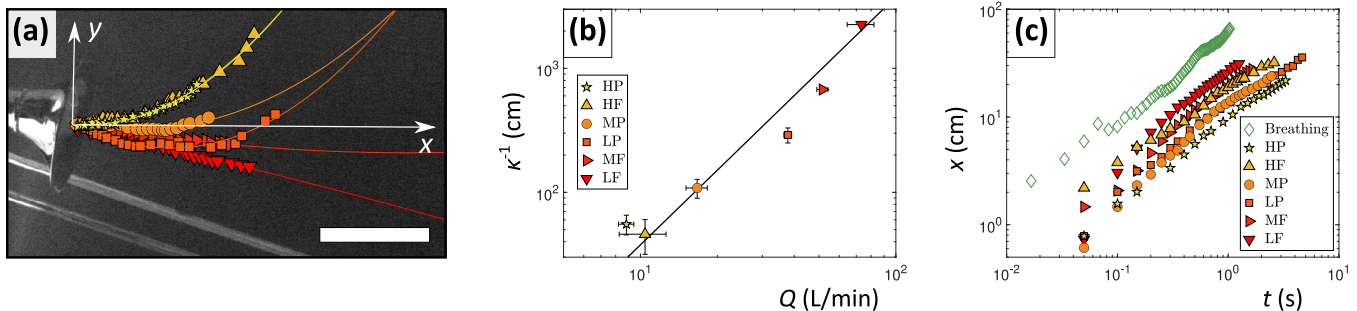 (a)
y
x
(b)
κ⁻¹ (cm)
10³
10²
HP
HF
MP
LP
MF
LF
10¹
10²
Q (L/min)
(c)
x (cm)
10²
10¹
10⁰
Breathing
HP
HF
MP
LP
MF
LF
10⁻²
10⁻¹
10⁰
10¹
t (s)